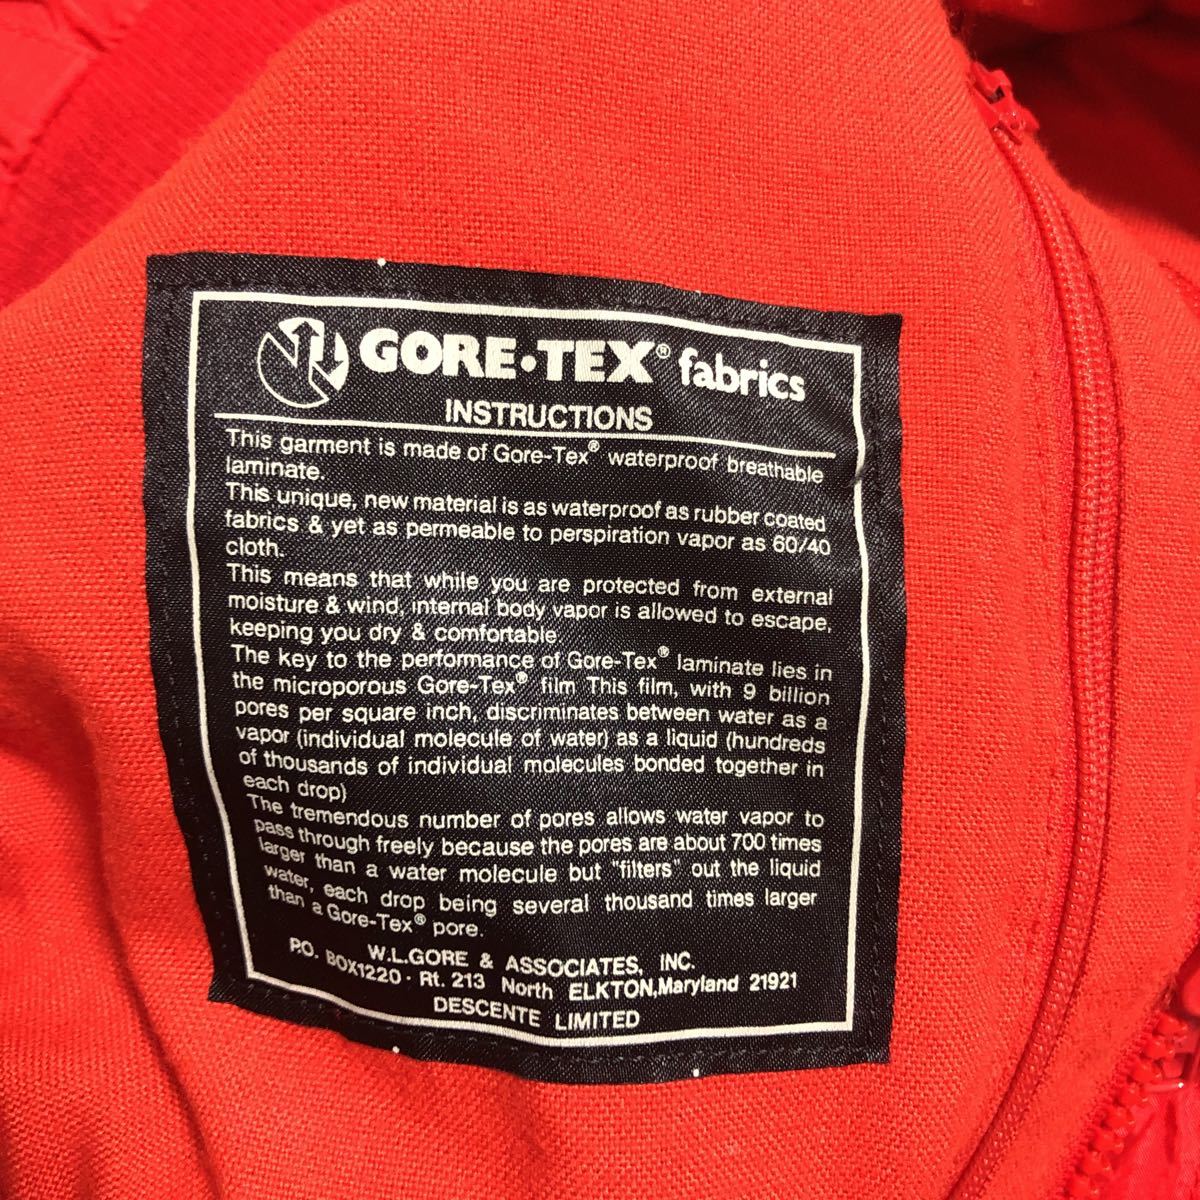 GORE-TEX® fabrics
INSTRUCTIONS
This garment is made of Gore-Tex® waterproof breathable
laminate.
This unique, new material is as waterproof as rubber coated
fabrics & yet as permeable to perspiration vapor as 60/40
cloth.
This means that while you are protected from external
moisture & wind, internal body vapor is allowed to escape,
keeping you dry & comfortable.
The key to the performance of Gore-Tex® laminate lies in
the microporous Gore-Tex® film This film, with 9 billion
pores per square inch, discriminates between water as a
vapor (individual molecule of water) as a liquid (hundreds
of thousands of individual molecules bonded together in
each drop)
The tremendous number of pores allows water vapor to
pass through freely because the pores are about 700 times
larger than a water molecule but "filters" out the liquid
water, each drop being several thousand times larger
than a Gore-Tex® pore.
W.L.GORE & ASSOCIATES, INC.
P.O. BOX1220 · Rt. 213 North ELKTON,Maryland 21921
DESCENTE LIMITED